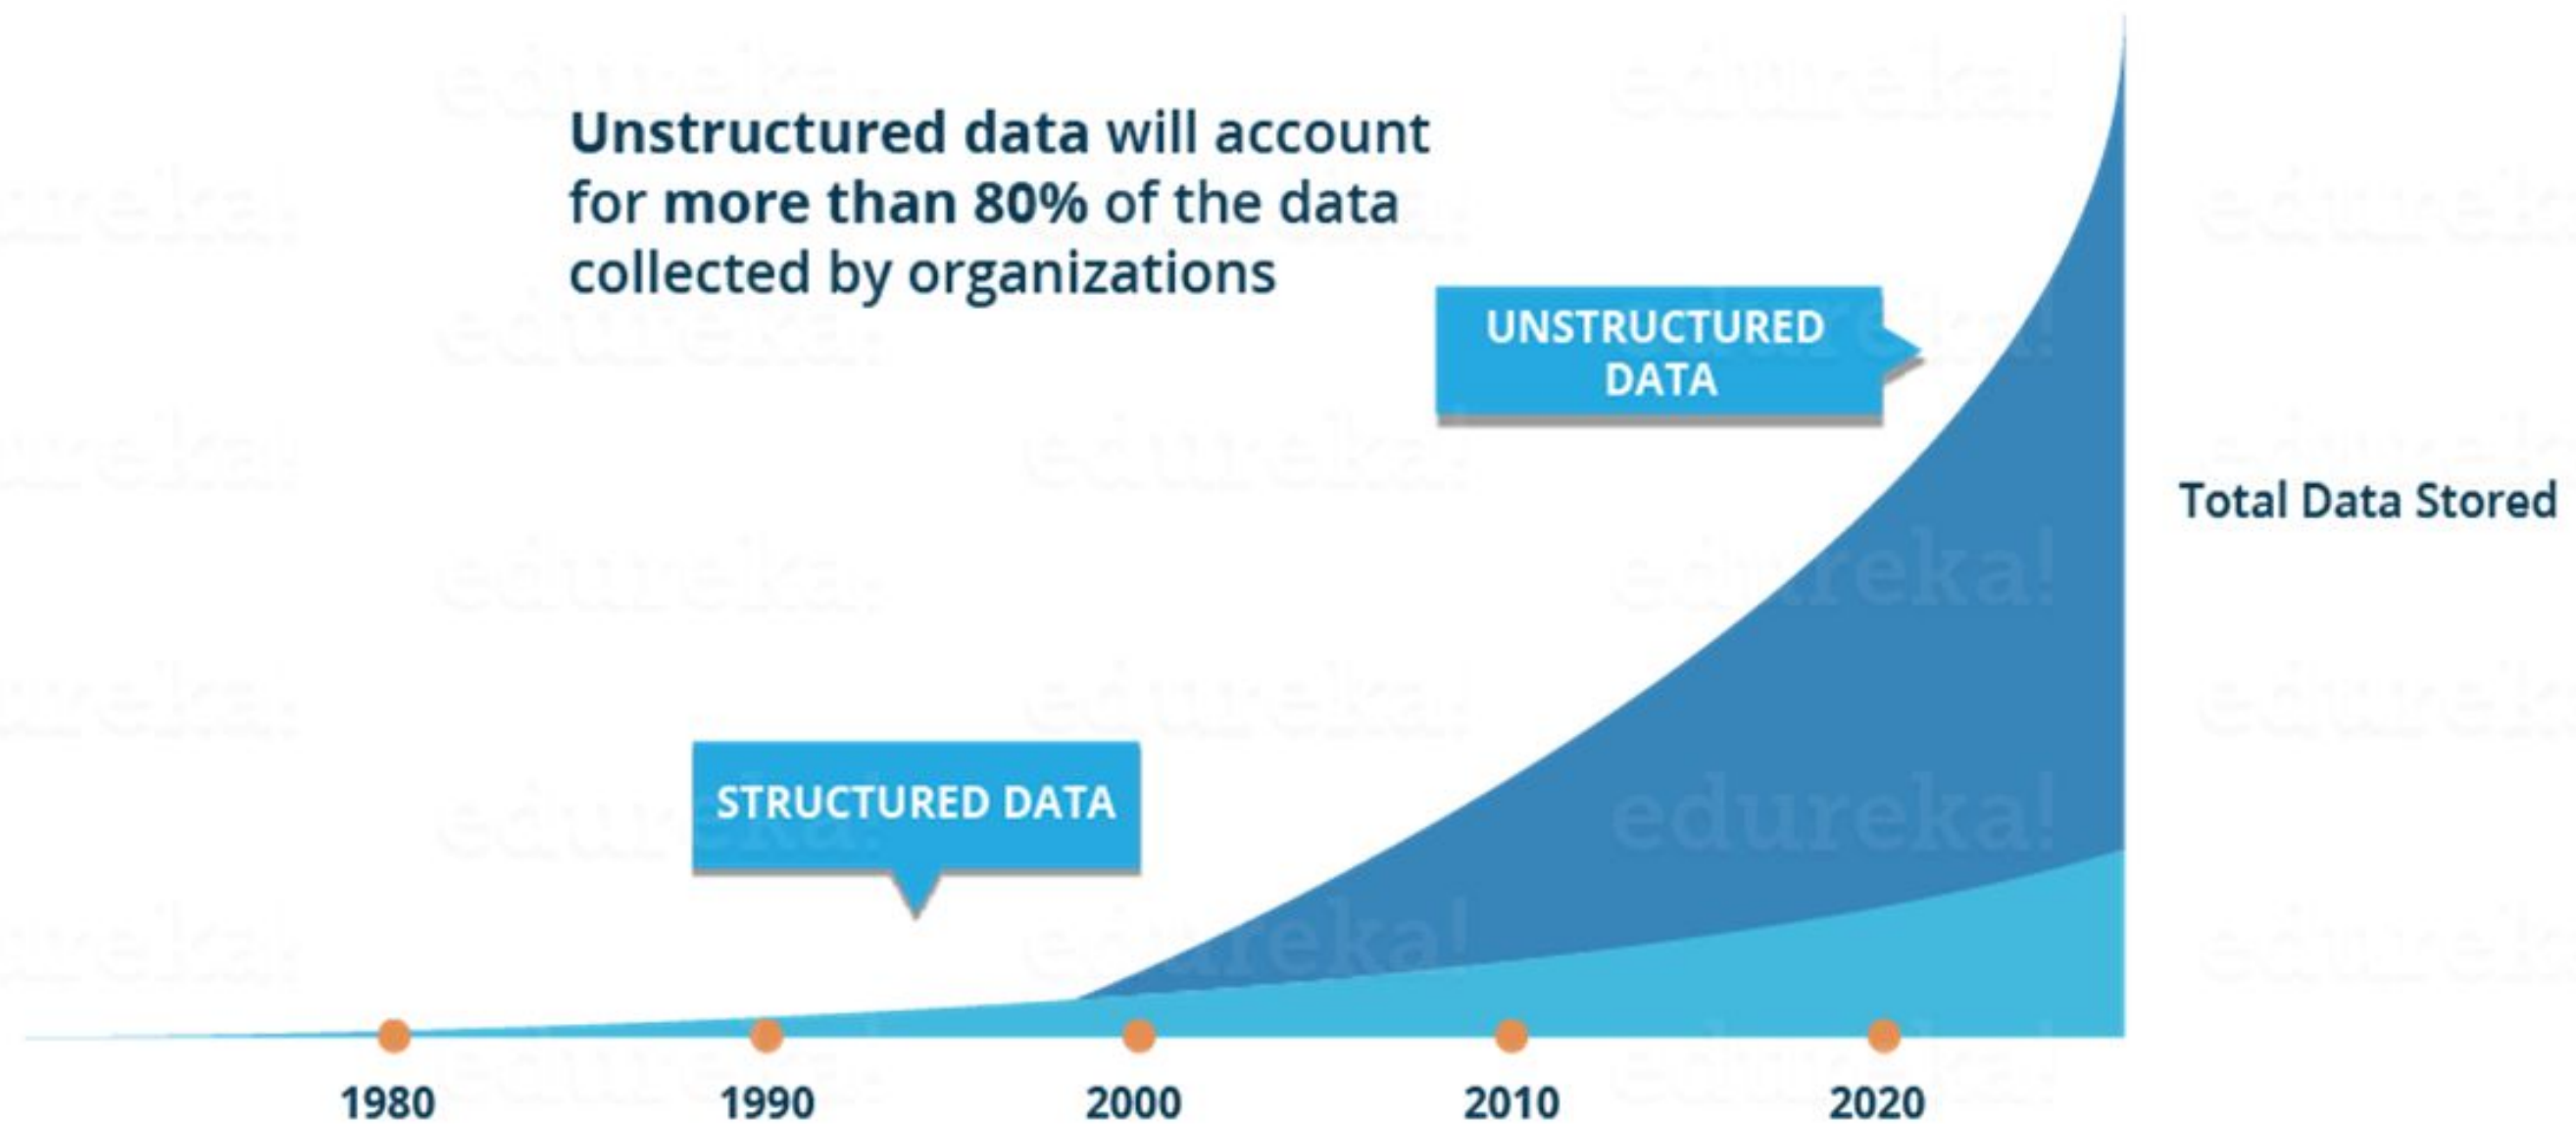 Unstructured data will account
for more than 80% of the data
collected by organizations
UNSTRUCTURED
DATA
Total Data Stored
STRUCTURED DATA
1980
1990
2000
2010
2020
edureka!